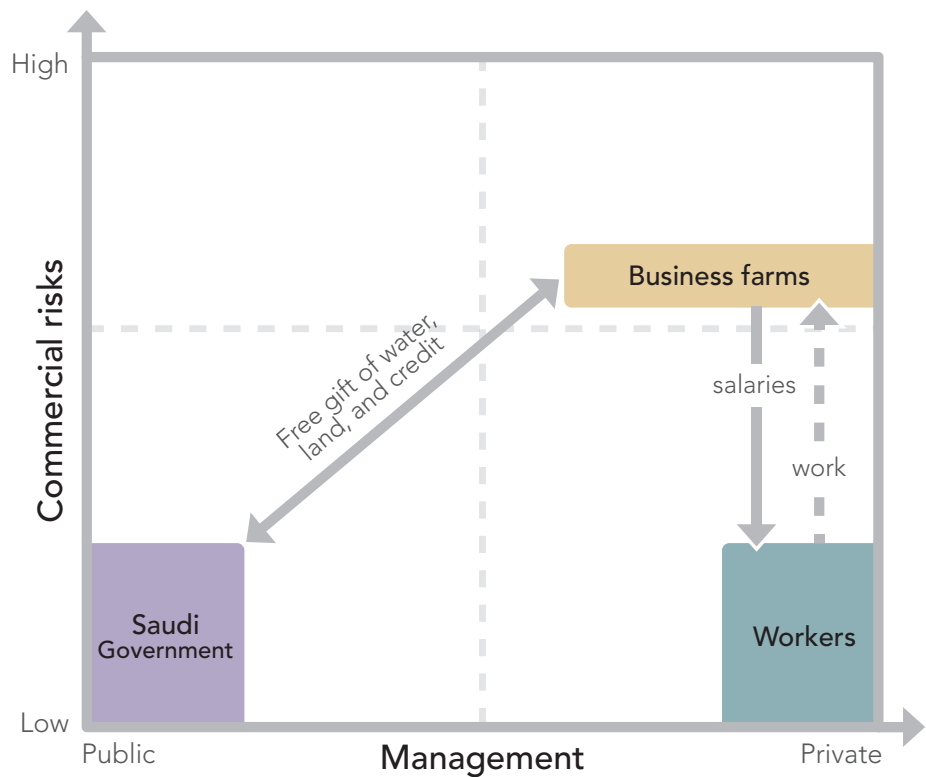 High
Business farms
Commercial risks
Free gift of water,
land, and credit
salaries
work
Saudi
Government
Workers
Low
Public
Management
Private